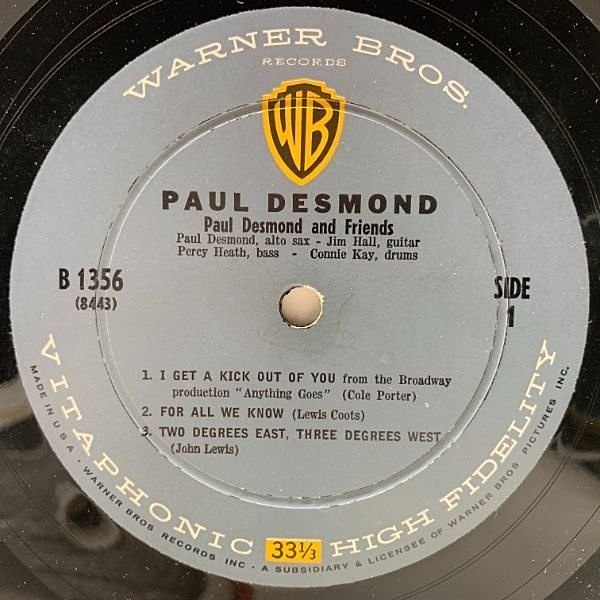 WARNER BROS.
RECORDS
WB
PAUL DESMOND
Paul Desmond and Friends
Paul Desmond, alto sax - Jim Hall, guitar
Percy Heath, bass - Connie Kay, drums
B 1356
(8443)
SIDE
1
1. I GET A KICK OUT OF YOU from the Broadway
production "Anything Goes" (Cole Porter)
2. FOR ALL WE KNOW (Lewis Coots)
3. TWO DEGREES EAST, THREE DEGREES WEST
(John Lewis)
VITAPHONIC 33⅓ HIGH FIDELITY
MADE IN U.S.A. • WARNER BROS RECORDS INC • A SUBSIDIARY & LICENSEE OF WARNER BROS PICTURES INC.